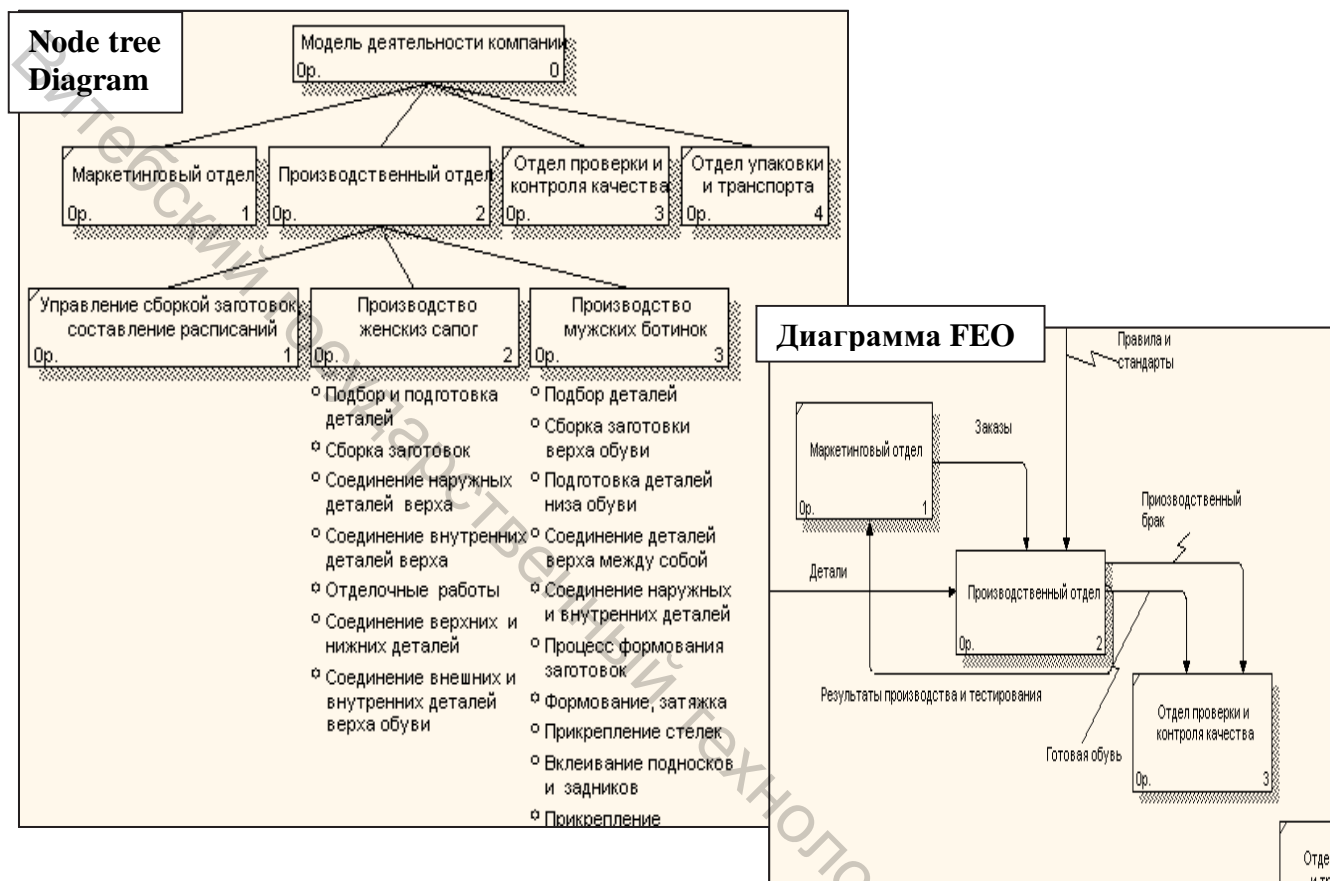 Node tree
Diagram
Модель деятельности компании
0р. 0
Маркетинговый отдел
0р. 1
Производственный отдел
0р. 2
Отдел проверки и
контроля качества
0р. 3
Отдел упаковки
и транспорта
0р. 4
Управление сборкой заготовок
составление расписаний
0р. 1
Производство
женскиз сапог
0р. 2
Производство
мужских ботинок
0р. 3
Подбор и подготовка
деталей
Сборка заготовок
Соединение наружных
деталей верха
Соединение внутренних
деталей верха
Отделочные работы
Соединение верхних и
нижних деталей
Соединение внешних и
внутренних деталей
верха обуви
Подбор деталей
Сборка заготовки
верха обуви
Подготовка деталей
низа обуви
Соединение деталей
верха между собой
Соединение наружных
и внутренних деталей
Процесс формования
заготовок
Формование, затяжка
Прикрепление стелек
Вклеивание подносков
и задников
Прикрепление
Диаграмма FEO
Правила и
стандарты
Маркетинговый отдел
0р. 1
Заказы
Приозводственный
брак
Детали
Производственный отдел
0р. 2
Результаты производства и тестирования
Готовая обувь
Отдел проверки и
контроля качества
0р. 3
Витебский государственный